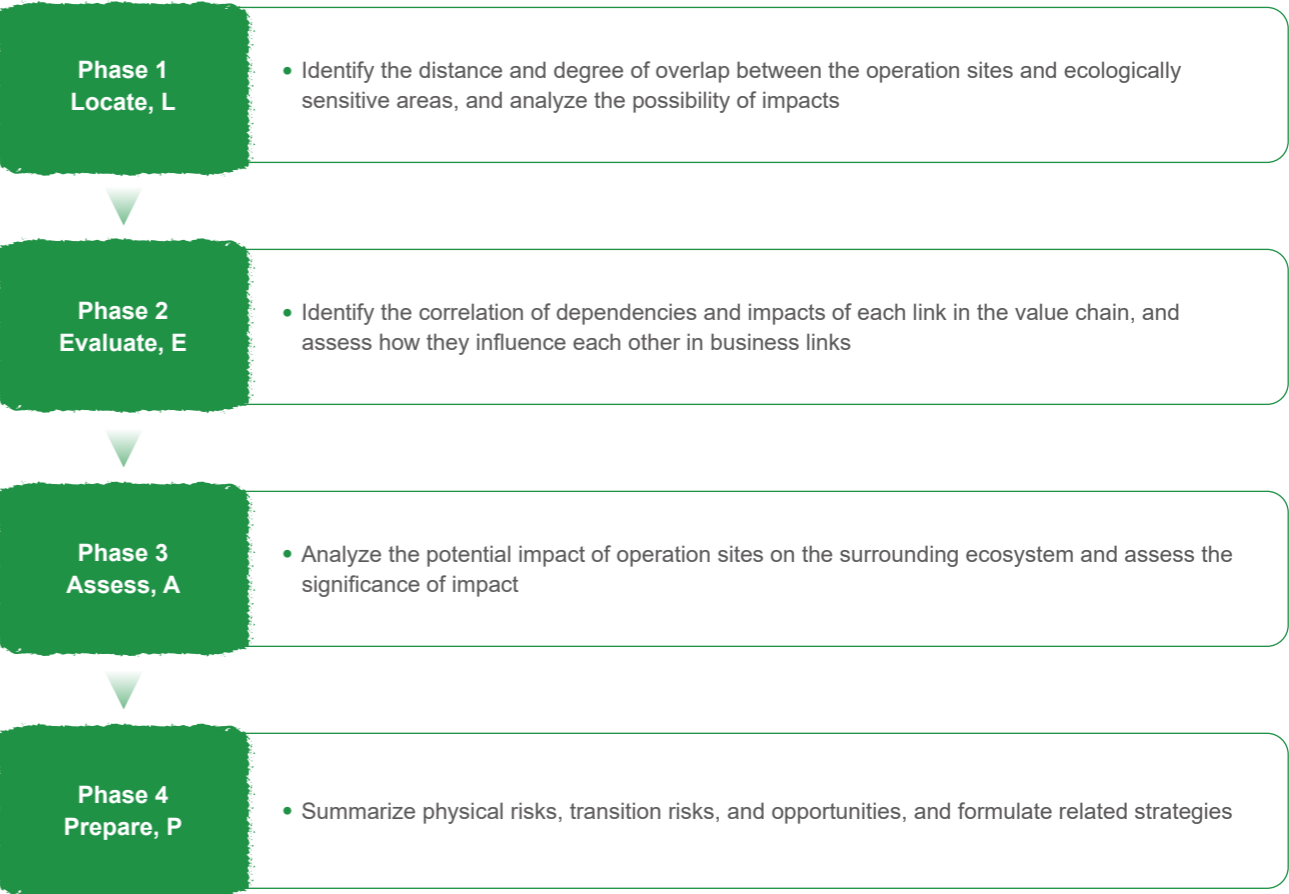 Phase 1
Locate, L
• Identify the distance and degree of overlap between the operation sites and ecologically
sensitive areas, and analyze the possibility of impacts
Phase 2
Evaluate, E
• Identify the correlation of dependencies and impacts of each link in the value chain, and
assess how they influence each other in business links
Phase 3
Assess, A
• Analyze the potential impact of operation sites on the surrounding ecosystem and assess the
significance of impact
Phase 4
Prepare, P
• Summarize physical risks, transition risks, and opportunities, and formulate related strategies